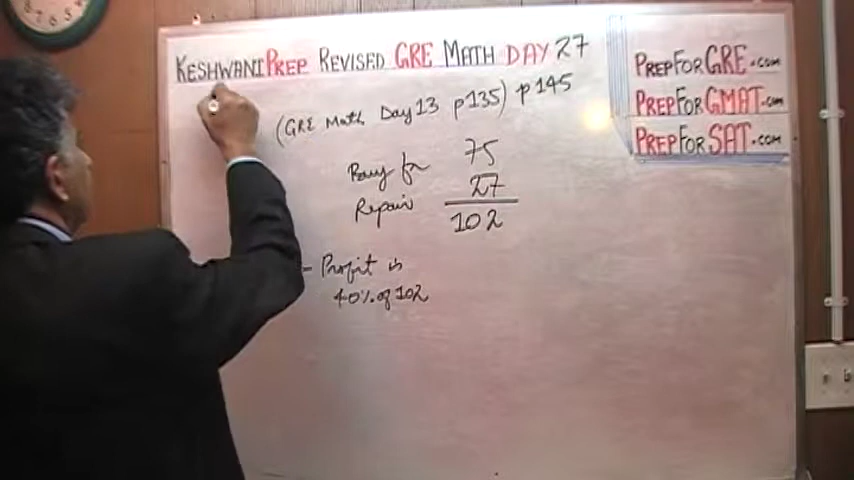 KESHWANIPREP REVISED GRE MATH DAY 27
PREPFORGRE.com
PREPFORGMAT.com
PREPFORSAT.com
(GRE Math Day 13 p135) p145
Buy for 75
Repair 27
102
- Profit is
40% of 102